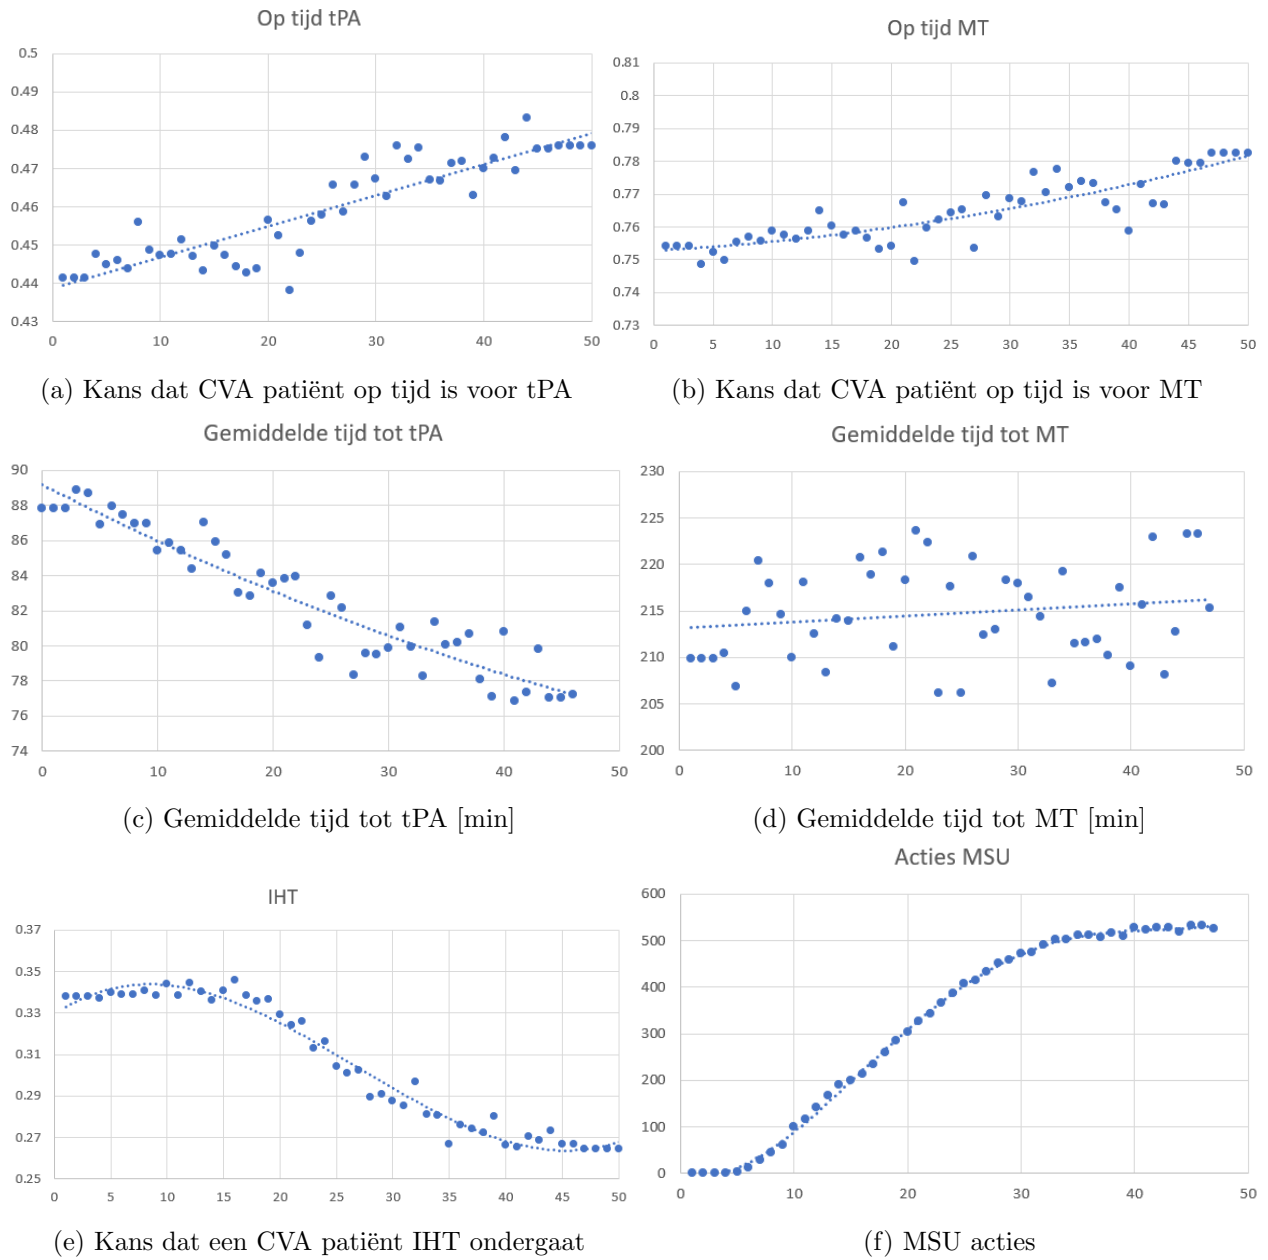 Op tijd tPA
0.5
0.49
0.48
0.47
0.46
0.45
0.44
0.43
0 10 20 30 40 50
(a) Kans dat CVA patiënt op tijd is voor tPA
Op tijd MT
0.81
0.8
0.79
0.78
0.77
0.76
0.75
0.74
0.73
0 5 10 15 20 25 30 35 40 45 50
(b) Kans dat CVA patiënt op tijd is voor MT
Gemiddelde tijd tot tPA
90
88
86
84
82
80
78
76
74
0 10 20 30 40 50
(c) Gemiddelde tijd tot tPA [min]
Gemiddelde tijd tot MT
230
225
220
215
210
205
200
0 10 20 30 40 50
(d) Gemiddelde tijd tot MT [min]
IHT
0.37
0.35
0.33
0.31
0.29
0.27
0.25
0 5 10 15 20 25 30 35 40 45 50
(e) Kans dat een CVA patiënt IHT ondergaat
Acties MSU
600
500
400
300
200
100
0
0 10 20 30 40 50
(f) MSU acties